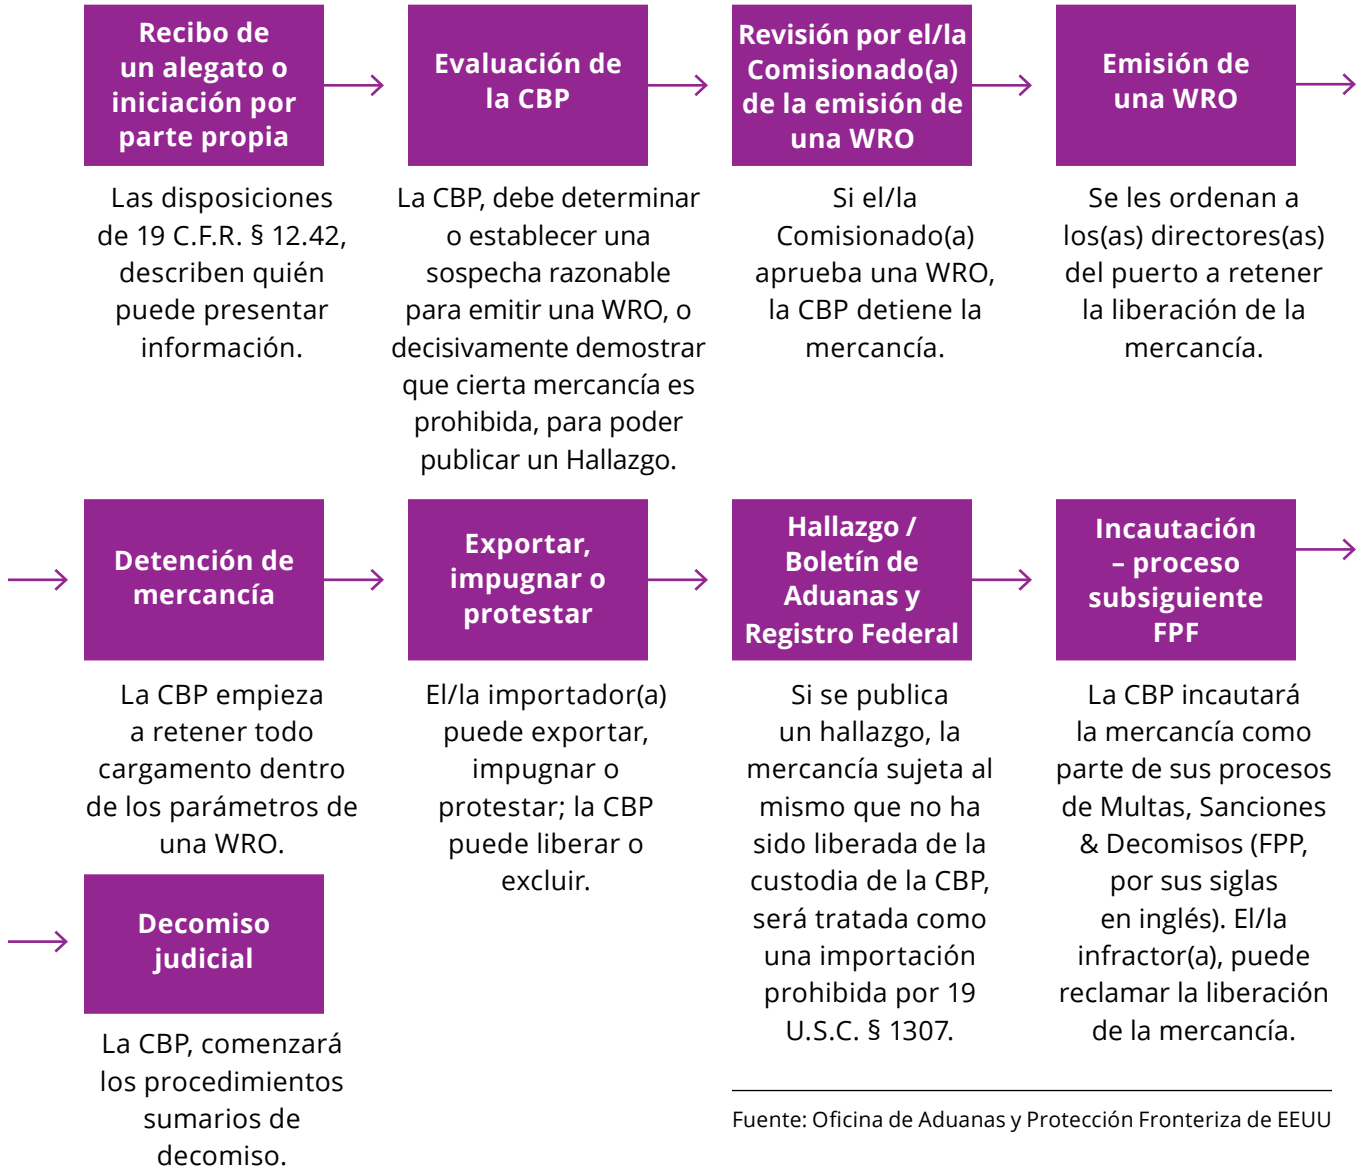 Recibo de
un alegato o
iniciación por
parte propia
Las disposiciones
de 19 C.F.R. § 12.42,
describen quién
puede presentar
información.
Evaluación de
la CBP
La CBP, debe determinar
o establecer una
sospecha razonable
para emitir una WRO, o
decisivamente demostrar
que cierta mercancía es
prohibida, para poder
publicar un Hallazgo.
Revisión por el/la
Comisionado(a)
de la emisión de
una WRO
Si el/la
Comisionado(a)
aprueba una WRO,
la CBP detiene la
mercancía.
Emisión de
una WRO
Se les ordenan a
los(as) directores(as)
del puerto a retener
la liberación de la
mercancía.
Detención de
mercancía
La CBP empieza
a retener todo
cargamento dentro
de los parámetros de
una WRO.
Exportar,
impugnar o
protestar
El/la importador(a)
puede exportar,
impugnar o
protestar; la CBP
puede liberar o
excluir.
Hallazgo /
Boletín de
Aduanas y
Registro Federal
Si se publica
un hallazgo, la
mercancía sujeta al
mismo que no ha
sido liberada de la
custodia de la CBP,
será tratada como
una importación
prohibida por 19
U.S.C. § 1307.
Incautación
– proceso
subsiguiente
FPF
La CBP incautará
la mercancía como
parte de sus procesos
de Multas, Sanciones
& Decomisos (FPP,
por sus siglas
en inglés). El/la
infractor(a), puede
reclamar la liberación
de la mercancía.
Decomiso
judicial
La CBP, comenzará
los procedimientos
sumarios de
decomiso.
Fuente: Oficina de Aduanas y Protección Fronteriza de EEUU